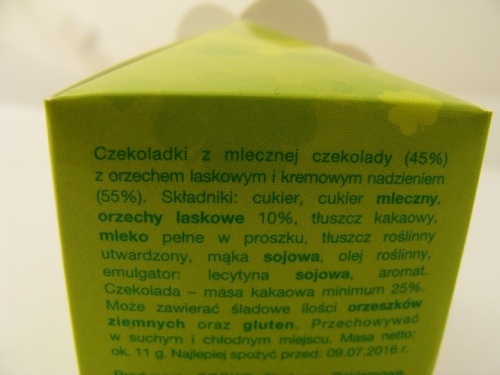 Czekoladki z mlecznej czekolady (45%)
z orzechem laskowym i kremowym nadzieniem
(55%). Składniki: cukier, cukier mleczny,
orzechy laskowe 10%, tłuszcz kakaowy,
mleko pełne w proszku, tłuszcz roślinny
utwardzony, mąka sojowa, olej roślinny,
emulgator: lecytyna sojowa, aromat.
Czekolada – masa kakaowa minimum 25%.
Może zawierać śladowe ilości orzeszków
ziemnych oraz gluten. Przechowywać
w suchym i chłodnym miejscu. Masa netto:
ok. 11 g. Najlepiej spożyć przed: 09.07.2016 r.